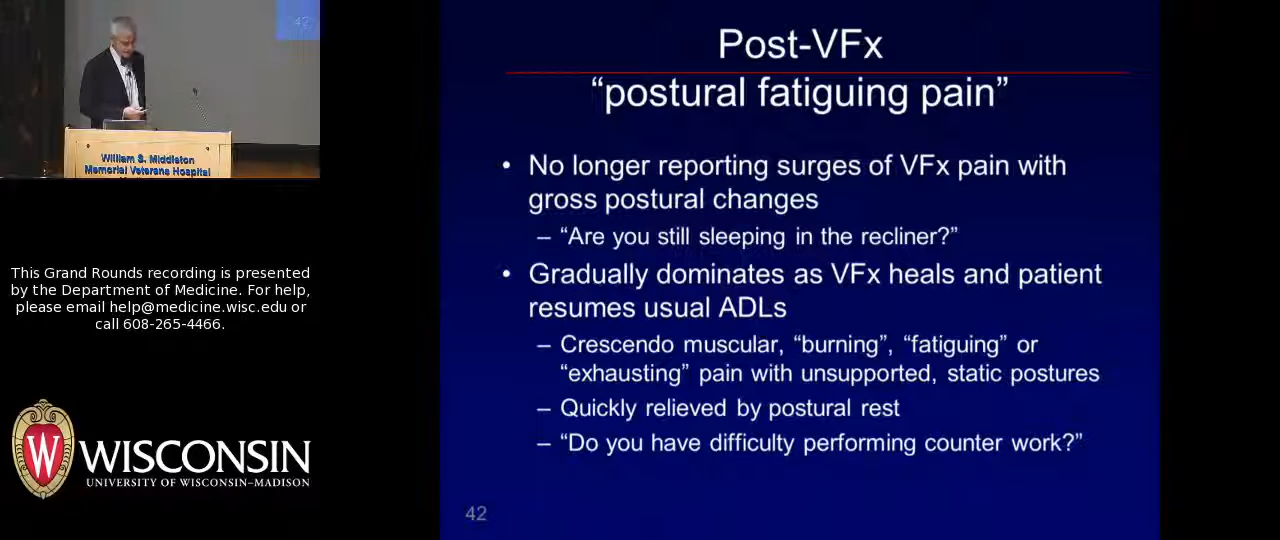 42
William S. Middleton
Memorial Veterans Hospital
This Grand Rounds recording is presented
by the Department of Medicine. For help,
please email help@medicine.wisc.edu or
call 608-265-4466.
W
WISCONSIN
UNIVERSITY OF WISCONSIN–MADISON
Post-VFx
“postural fatiguing pain”
• No longer reporting surges of VFx pain with
gross postural changes
– “Are you still sleeping in the recliner?”
• Gradually dominates as VFx heals and patient
resumes usual ADLs
– Crescendo muscular, “burning”, “fatiguing” or
“exhausting” pain with unsupported, static postures
– Quickly relieved by postural rest
– “Do you have difficulty performing counter work?”
42